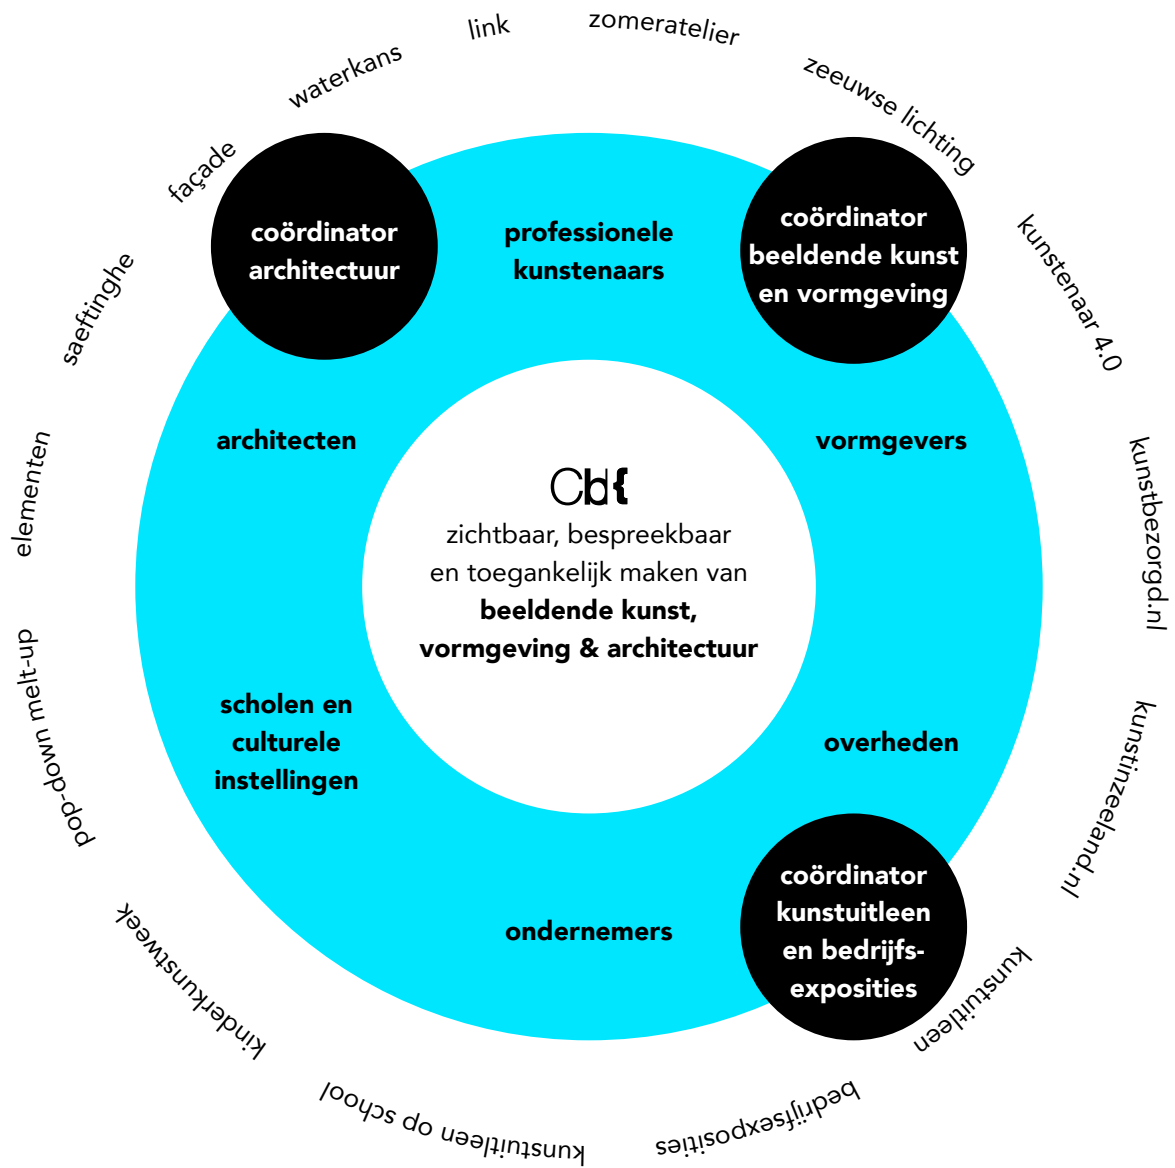 link
zomeratelier
waterkans
zeeuwse lichting
façade
kunstenaar 4.0
saeftinghe
kunstbezorgd.nl
elementen
kunstinzeeland.nl
pop-down melt-up
kunstuitleen
kinderkunstweek
bedrijfsexposities
kunstuitleen op school
coördinator
architectuur
professionele
kunstenaars
coördinator
beeldende kunst
en vormgeving
architecten
vormgevers
Cbk
zichtbaar, bespreekbaar
en toegankelijk maken van
beeldende kunst,
vormgeving & architectuur
scholen en
culturele
instellingen
overheden
ondernemers
coördinator
kunstuitleen
en bedrijfs-
exposities